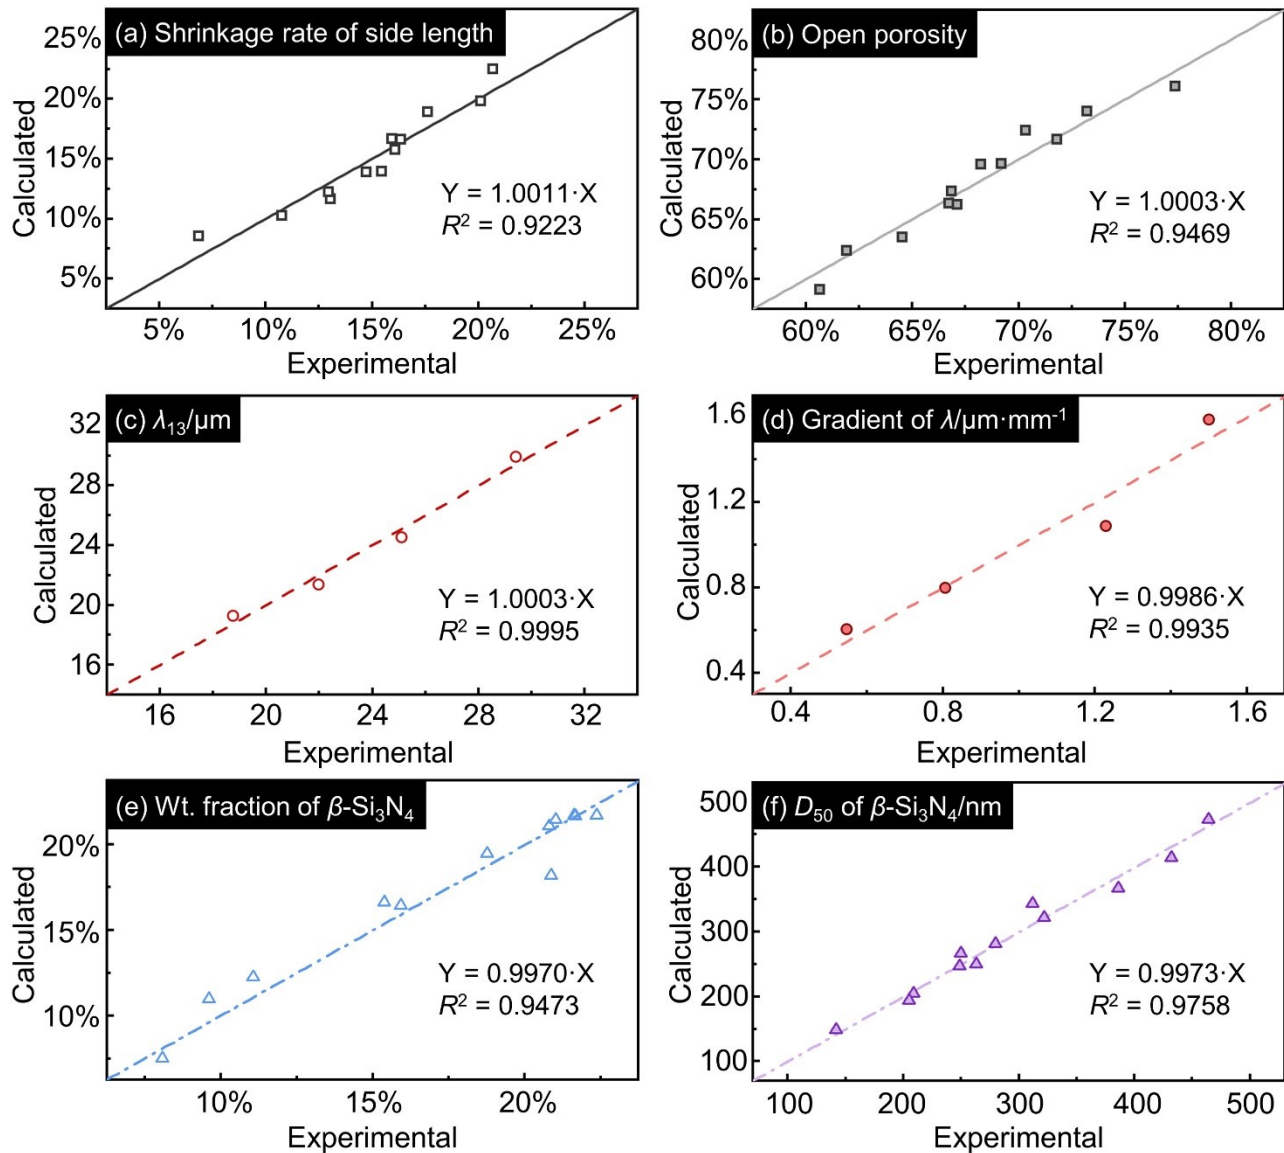 (a) Shrinkage rate of side length
25%
20%
15%
10%
5%
Calculated
Y = 1.0011·X
R² = 0.9223
5% 10% 15% 20% 25%
Experimental
(b) Open porosity
80%
75%
70%
65%
60%
Calculated
Y = 1.0003·X
R² = 0.9469
60% 65% 70% 75% 80%
Experimental
(c) λ₁₃/μm
32
28
24
20
16
Calculated
Y = 1.0003·X
R² = 0.9995
16 20 24 28 32
Experimental
(d) Gradient of λ/μm·mm⁻¹
1.6
1.2
0.8
0.4
Calculated
Y = 0.9986·X
R² = 0.9935
0.4 0.8 1.2 1.6
Experimental
(e) Wt. fraction of β-Si₃N₄
20%
15%
10%
Calculated
Y = 0.9970·X
R² = 0.9473
10% 20%
Experimental
(f) D₅₀ of β-Si₃N₄/nm
500
400
300
200
100
Calculated
Y = 0.9973·X
R² = 0.9758
100 200 300 400 500
Experimental